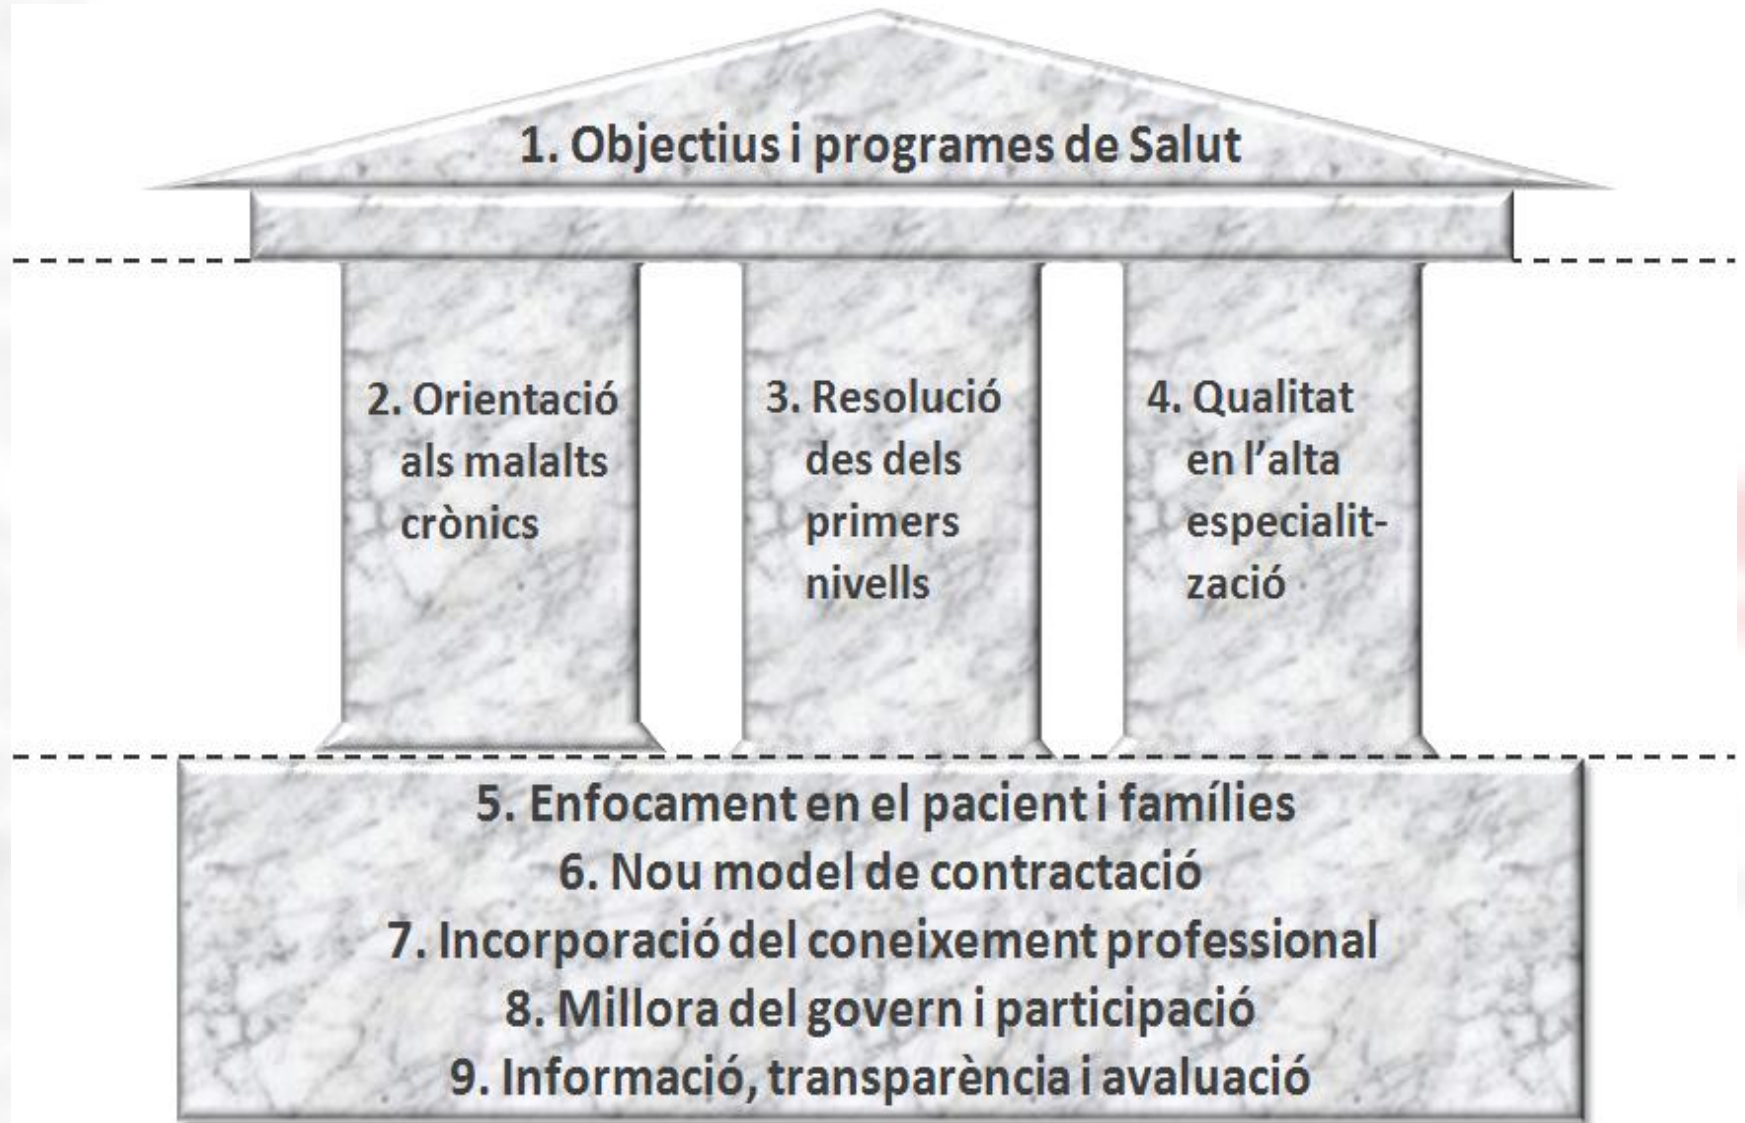 1. Objectius i programes de Salut
2. Orientació
als malalts
crònics
3. Resolució
des dels
primers
nivells
4. Qualitat
en l’alta
especialit-
zació
5. Enfocament en el pacient i famílies
6. Nou model de contractació
7. Incorporació del coneixement professional
8. Millora del govern i participació
9. Informació, transparència i avaluació